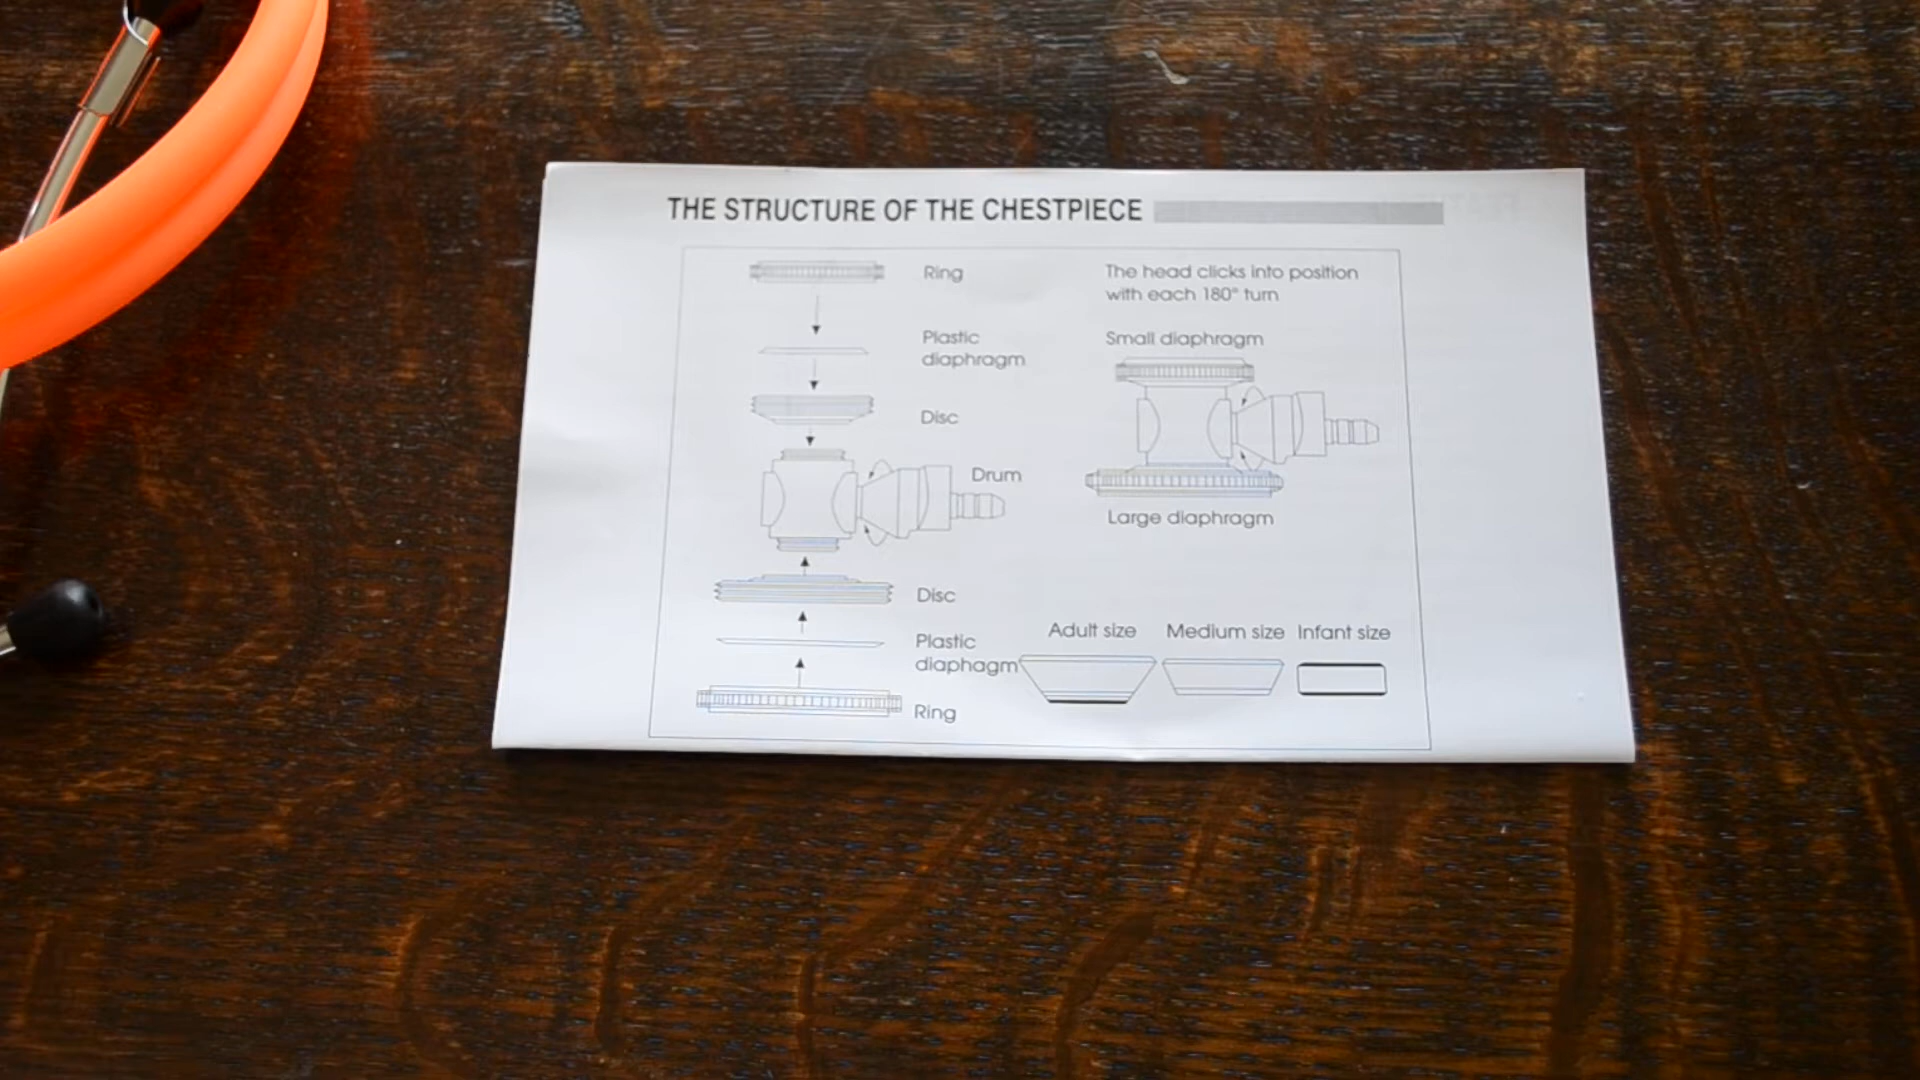 THE STRUCTURE OF THE CHESTPIECE
Ring
Plastic
diaphragm
Disc
Drum
Disc
Plastic
diaphagm
Ring
The head clicks into position
with each 180° turn
Small diaphragm
Large diaphragm
Adult size
Medium size
Infant size